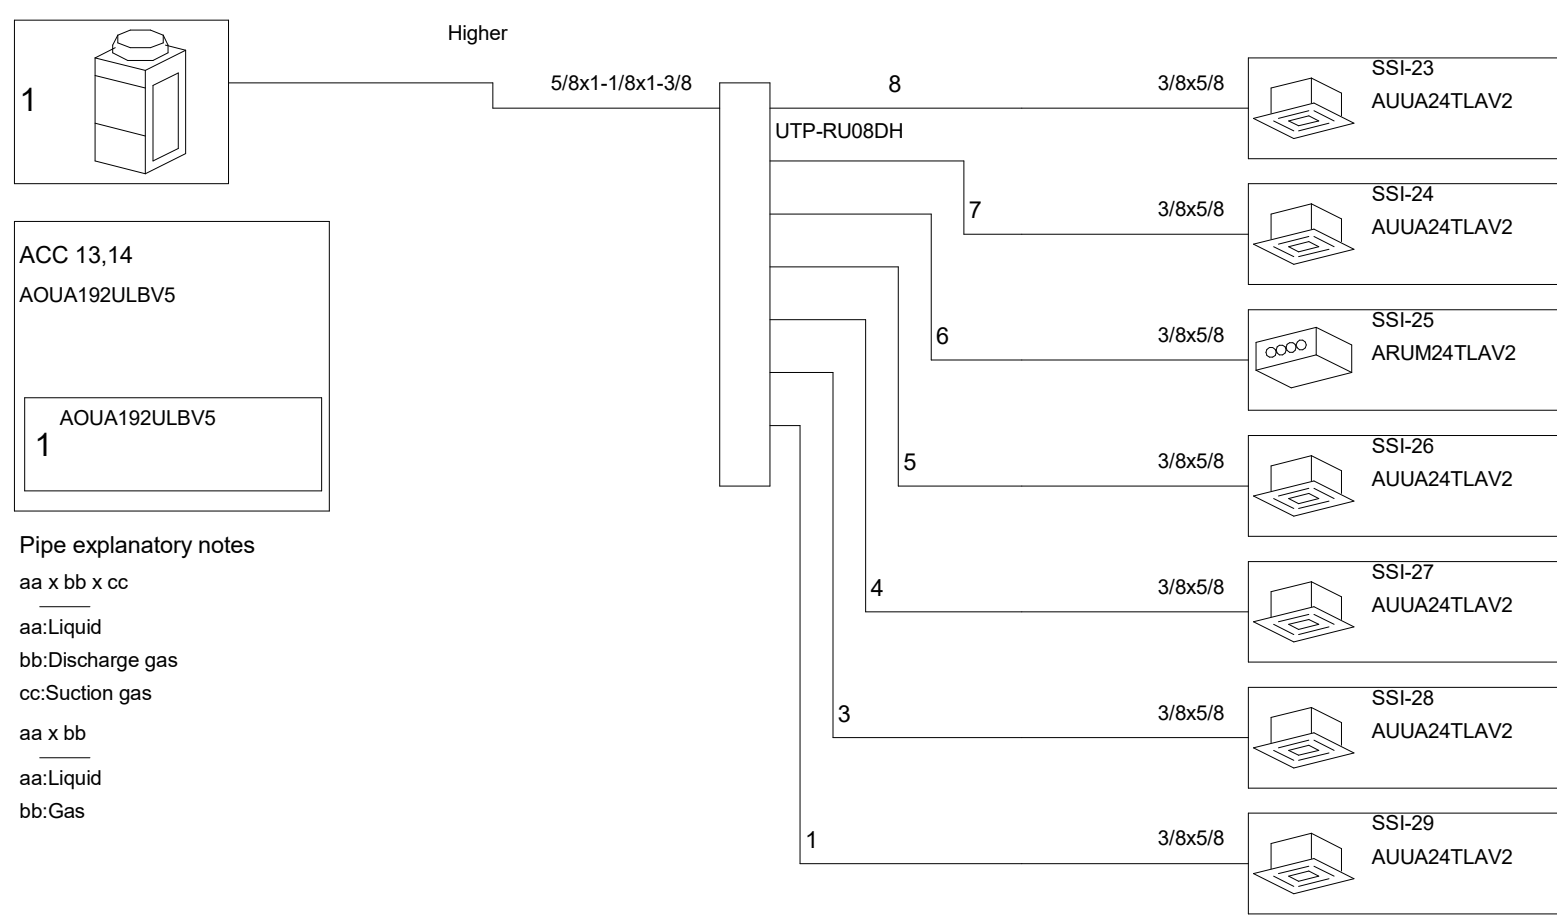 Higher
1
5/8x1-1/8x1-3/8
8
3/8x5/8
SSI-23
AUUA24TLAV2
UTP-RU08DH
7
3/8x5/8
SSI-24
AUUA24TLAV2
ACC 13,14
AOUA192ULBV5
6
3/8x5/8
SSI-25
ARUM24TLAV2
AOUA192ULBV5
1
5
3/8x5/8
SSI-26
AUUA24TLAV2
Pipe explanatory notes
aa x bb x cc
aa:Liquid
bb:Discharge gas
cc:Suction gas
aa x bb
aa:Liquid
bb:Gas
4
3/8x5/8
SSI-27
AUUA24TLAV2
3
3/8x5/8
SSI-28
AUUA24TLAV2
1
3/8x5/8
SSI-29
AUUA24TLAV2